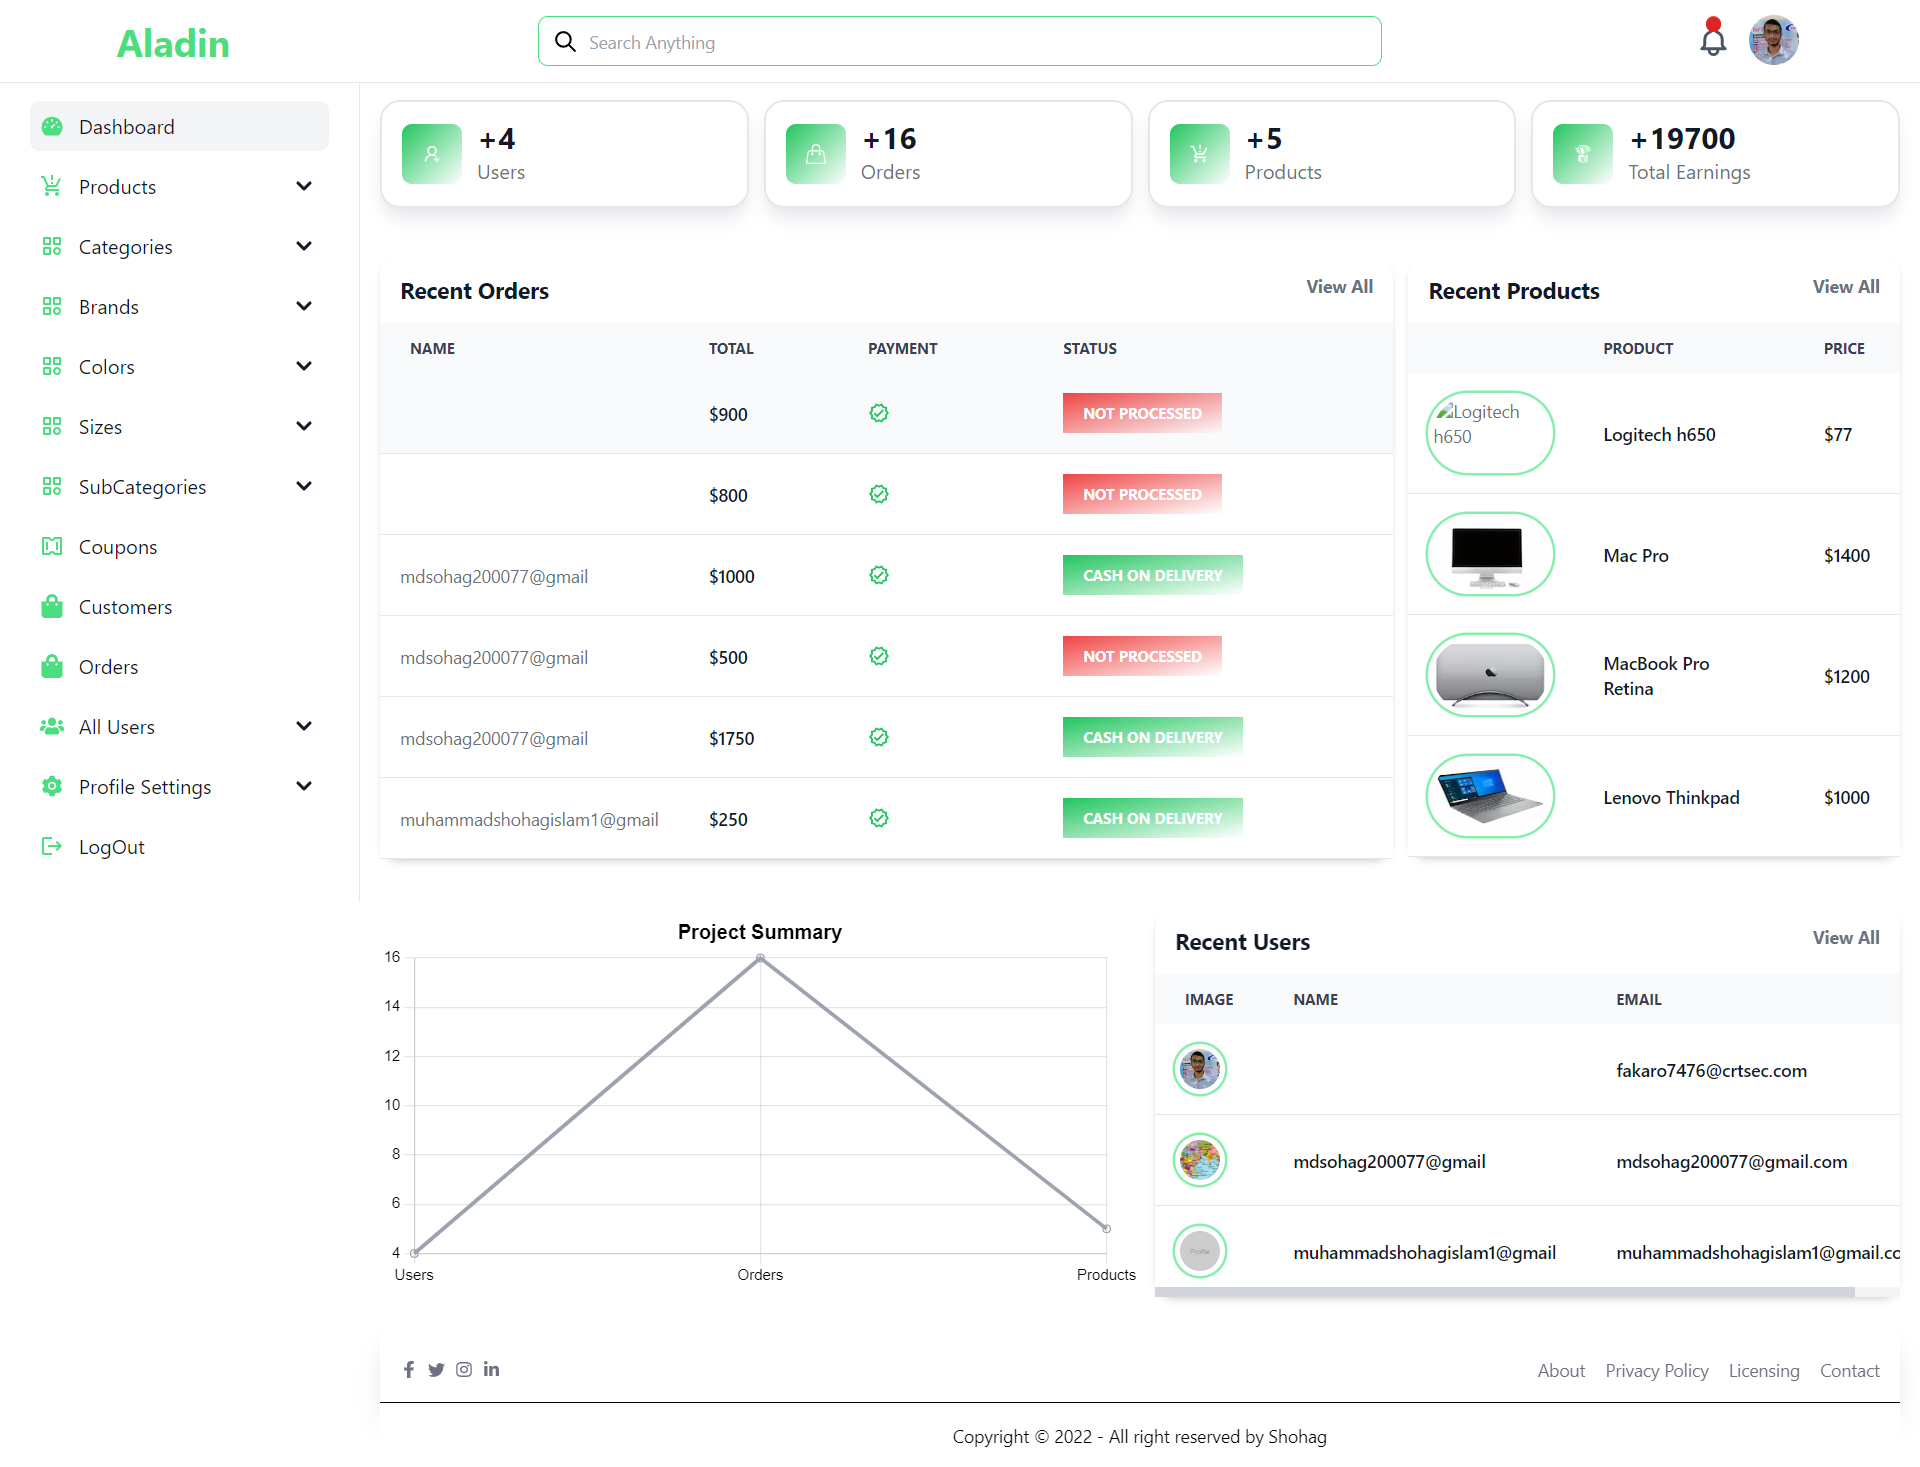 Aladin
Search Anything
Dashboard
Products
Categories
Brands
Colors
Sizes
SubCategories
Coupons
Customers
Orders
All Users
Profile Settings
LogOut
+4
Users
+16
Orders
+5
Products
+19700
Total Earnings
Recent Orders View All
NAME TOTAL PAYMENT STATUS
$900 NOT PROCESSED
$800 NOT PROCESSED
mdsohag200077@gmail $1000 CASH ON DELIVERY
mdsohag200077@gmail $500 NOT PROCESSED
mdsohag200077@gmail $1750 CASH ON DELIVERY
muhammadshohagislam1@gmail $250 CASH ON DELIVERY
Recent Products View All
PRODUCT PRICE
Logitech
h650
Logitech h650 $77
Mac Pro $1400
MacBook Pro
Retina
$1200
Lenovo Thinkpad $1000
Project Summary
16
14
12
10
8
6
4
Users Orders Products
Recent Users View All
IMAGE NAME EMAIL
fakaro7476@crtsec.com
mdsohag200077@gmail mdsohag200077@gmail.com
Profile
muhammadshohagislam1@gmail muhammadshohagislam1@gmail.co
About Privacy Policy Licensing Contact
Copyright © 2022 - All right reserved by Shohag